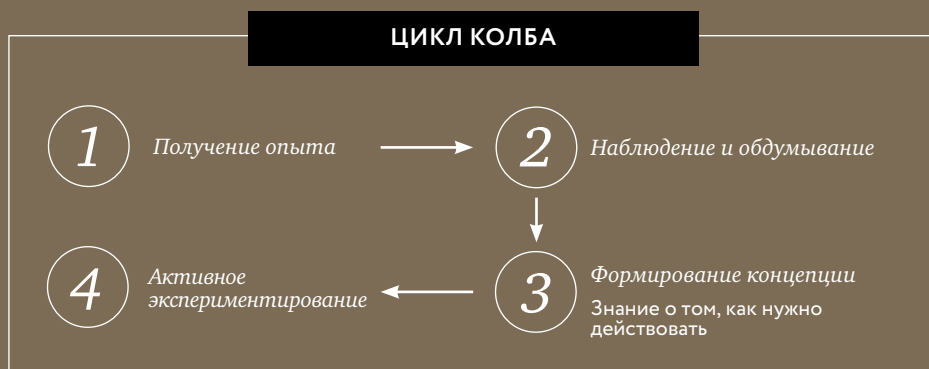 ЦИКЛ КОЛБА
1 Получение опыта
2 Наблюдение и обдумывание
3 Формирование концепции
Знание о том, как нужно
действовать
4 Активное
экспериментирование